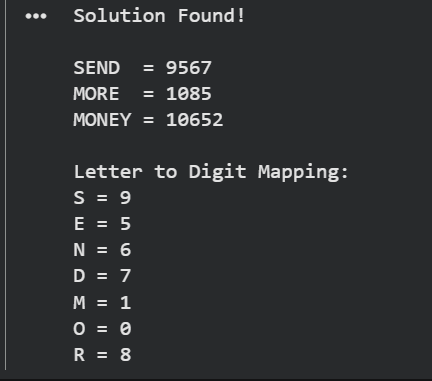 •••  Solution Found!
SEND  = 9567
MORE  = 1085
MONEY = 10652
Letter to Digit Mapping:
S = 9
E = 5
N = 6
D = 7
M = 1
O = 0
R = 8